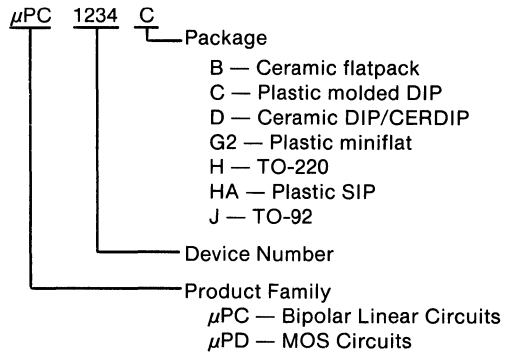 μPC 1234 C
Package
B — Ceramic flatpack
C — Plastic molded DIP
D — Ceramic DIP/CERDIP
G2 — Plastic miniflat
H — TO-220
HA — Plastic SIP
J — TO-92
Device Number
Product Family
μPC — Bipolar Linear Circuits
μPD — MOS Circuits